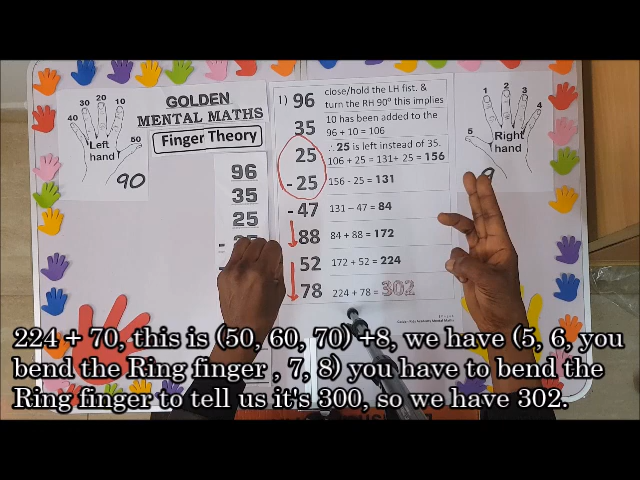 GOLDEN
MENTAL MATHS
Finger Theory
40
30
20
10
50
Left
hand
90
96
35
25
1)
96
close/hold the LH fist. &
turn the RH 90° this implies
35
10 has been added to the
96 + 10 = 106
25
∴ 25 is left instead of 35.
106 + 25 = 131+ 25 = 156
- 25
156 - 25 = 131
- 47
131 – 47 = 84
88
84 + 88 = 172
52
172 + 52 = 224
78
224 + 78 = 302
1
2
3
4
5
Right
hand
224 + 70, this is (50, 60, 70) +8, we have (5, 6, you
bend the Ring finger , 7, 8) you have to bend the
Ring finger to tell us it's 300, so we have 302.